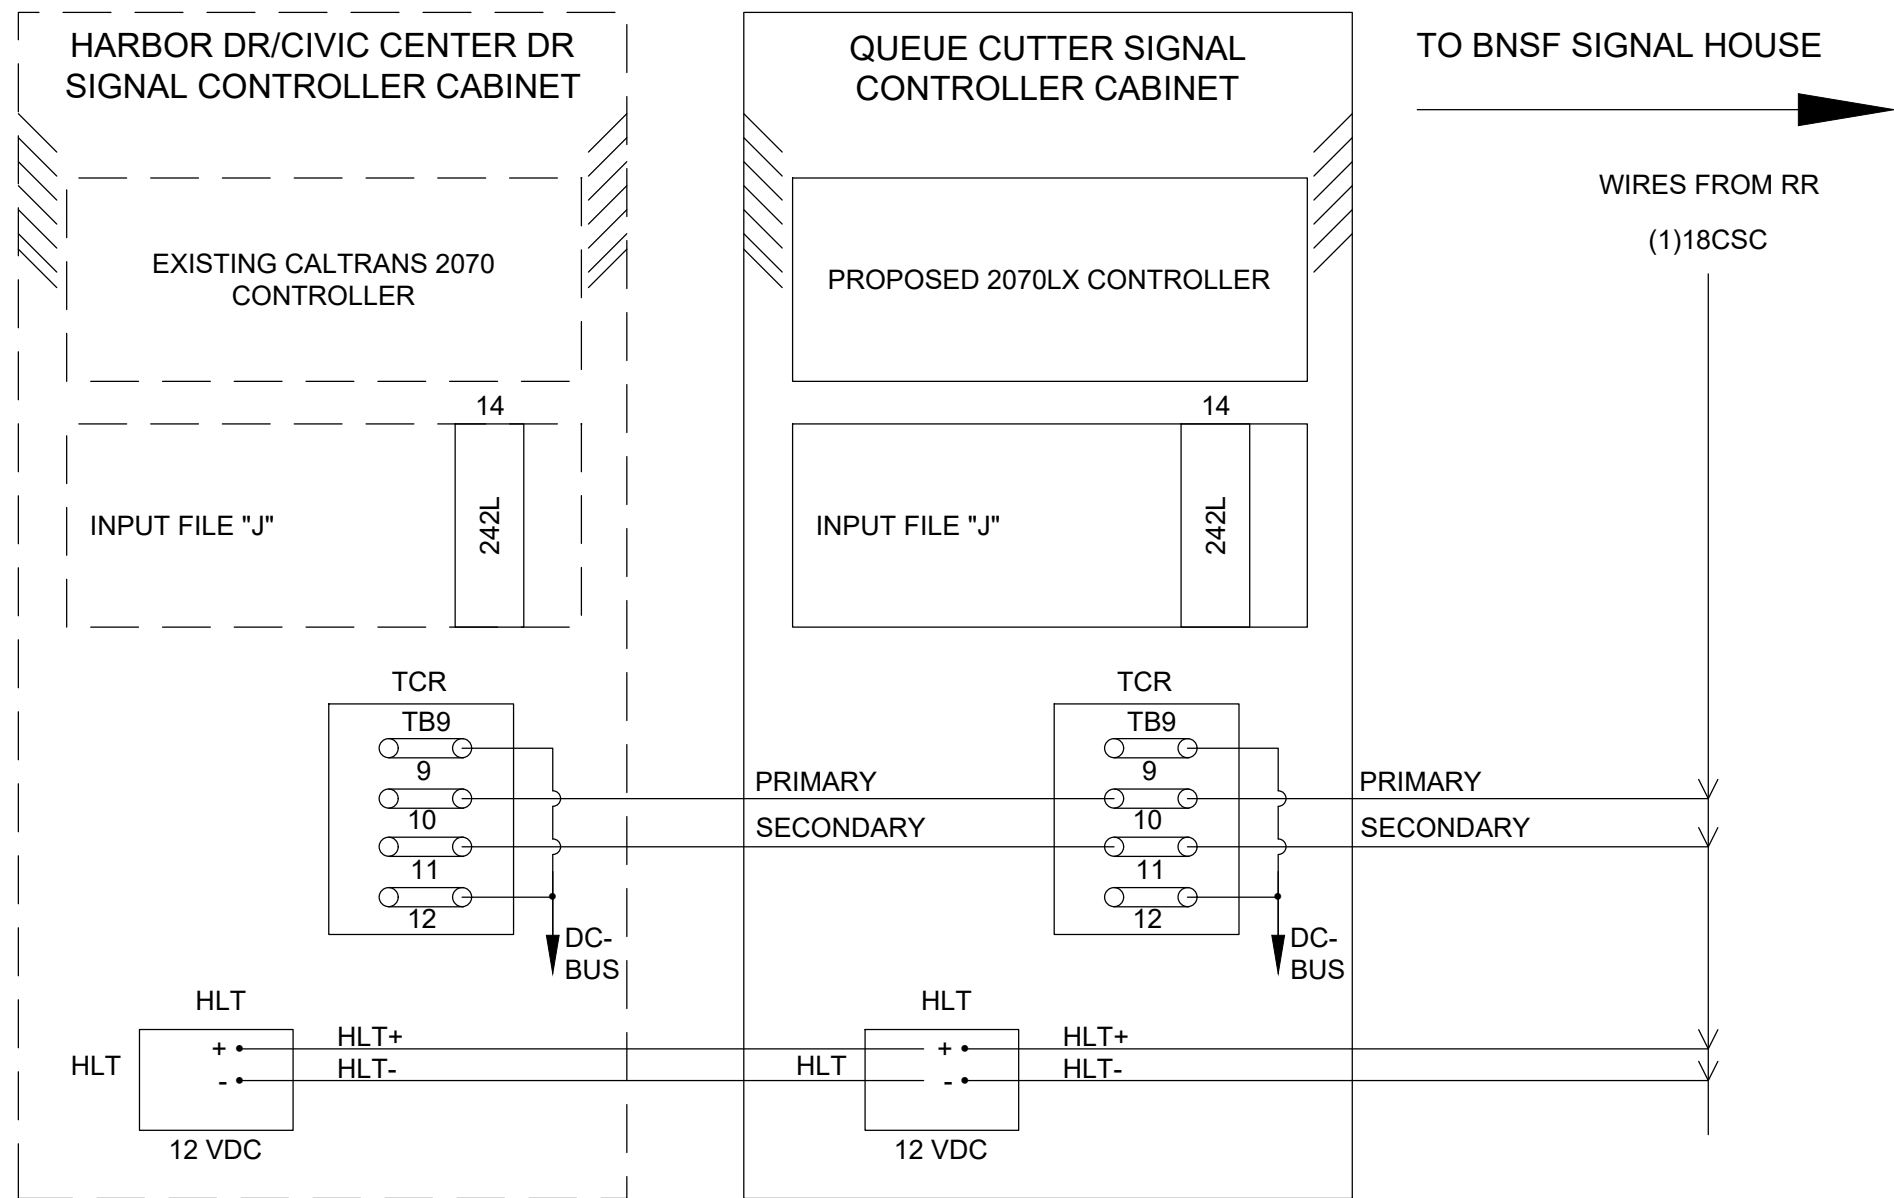 HARBOR DR/CIVIC CENTER DR
SIGNAL CONTROLLER CABINET
EXISTING CALTRANS 2070
CONTROLLER
14
INPUT FILE "J"
242L
TCR
TB9
9
10
11
12
DC-
BUS
HLT
HLT
+
-
HLT+
HLT-
12 VDC
QUEUE CUTTER SIGNAL
CONTROLLER CABINET
PROPOSED 2070LX CONTROLLER
14
INPUT FILE "J"
242L
TCR
TB9
9
10
11
12
PRIMARY
SECONDARY
DC-
BUS
HLT
HLT
+
-
HLT+
HLT-
12 VDC
TO BNSF SIGNAL HOUSE
WIRES FROM RR
(1)18CSC
PRIMARY
SECONDARY